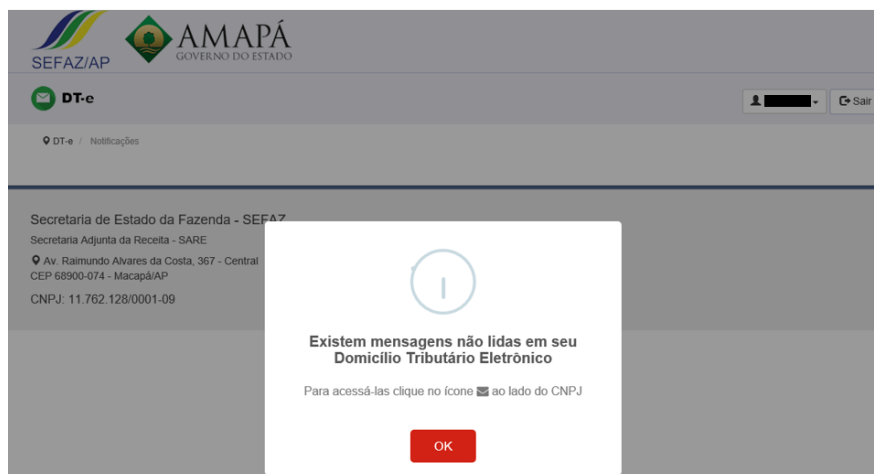 SEFAZ/AP
AMAPÁ
GOVERNO DO ESTADO
DT-e
Sair
DT-e / Notificações
Secretaria de Estado da Fazenda - SEFAZ
Secretaria Adjunta da Receita - SARE
Av. Raimundo Alvares da Costa, 367 - Central
CEP 68900-074 - Macapá/AP
CNPJ: 11.762.128/0001-09
Existem mensagens não lidas em seu
Domicílio Tributário Eletrônico
Para acessá-las clique no ícone ao lado do CNPJ
OK